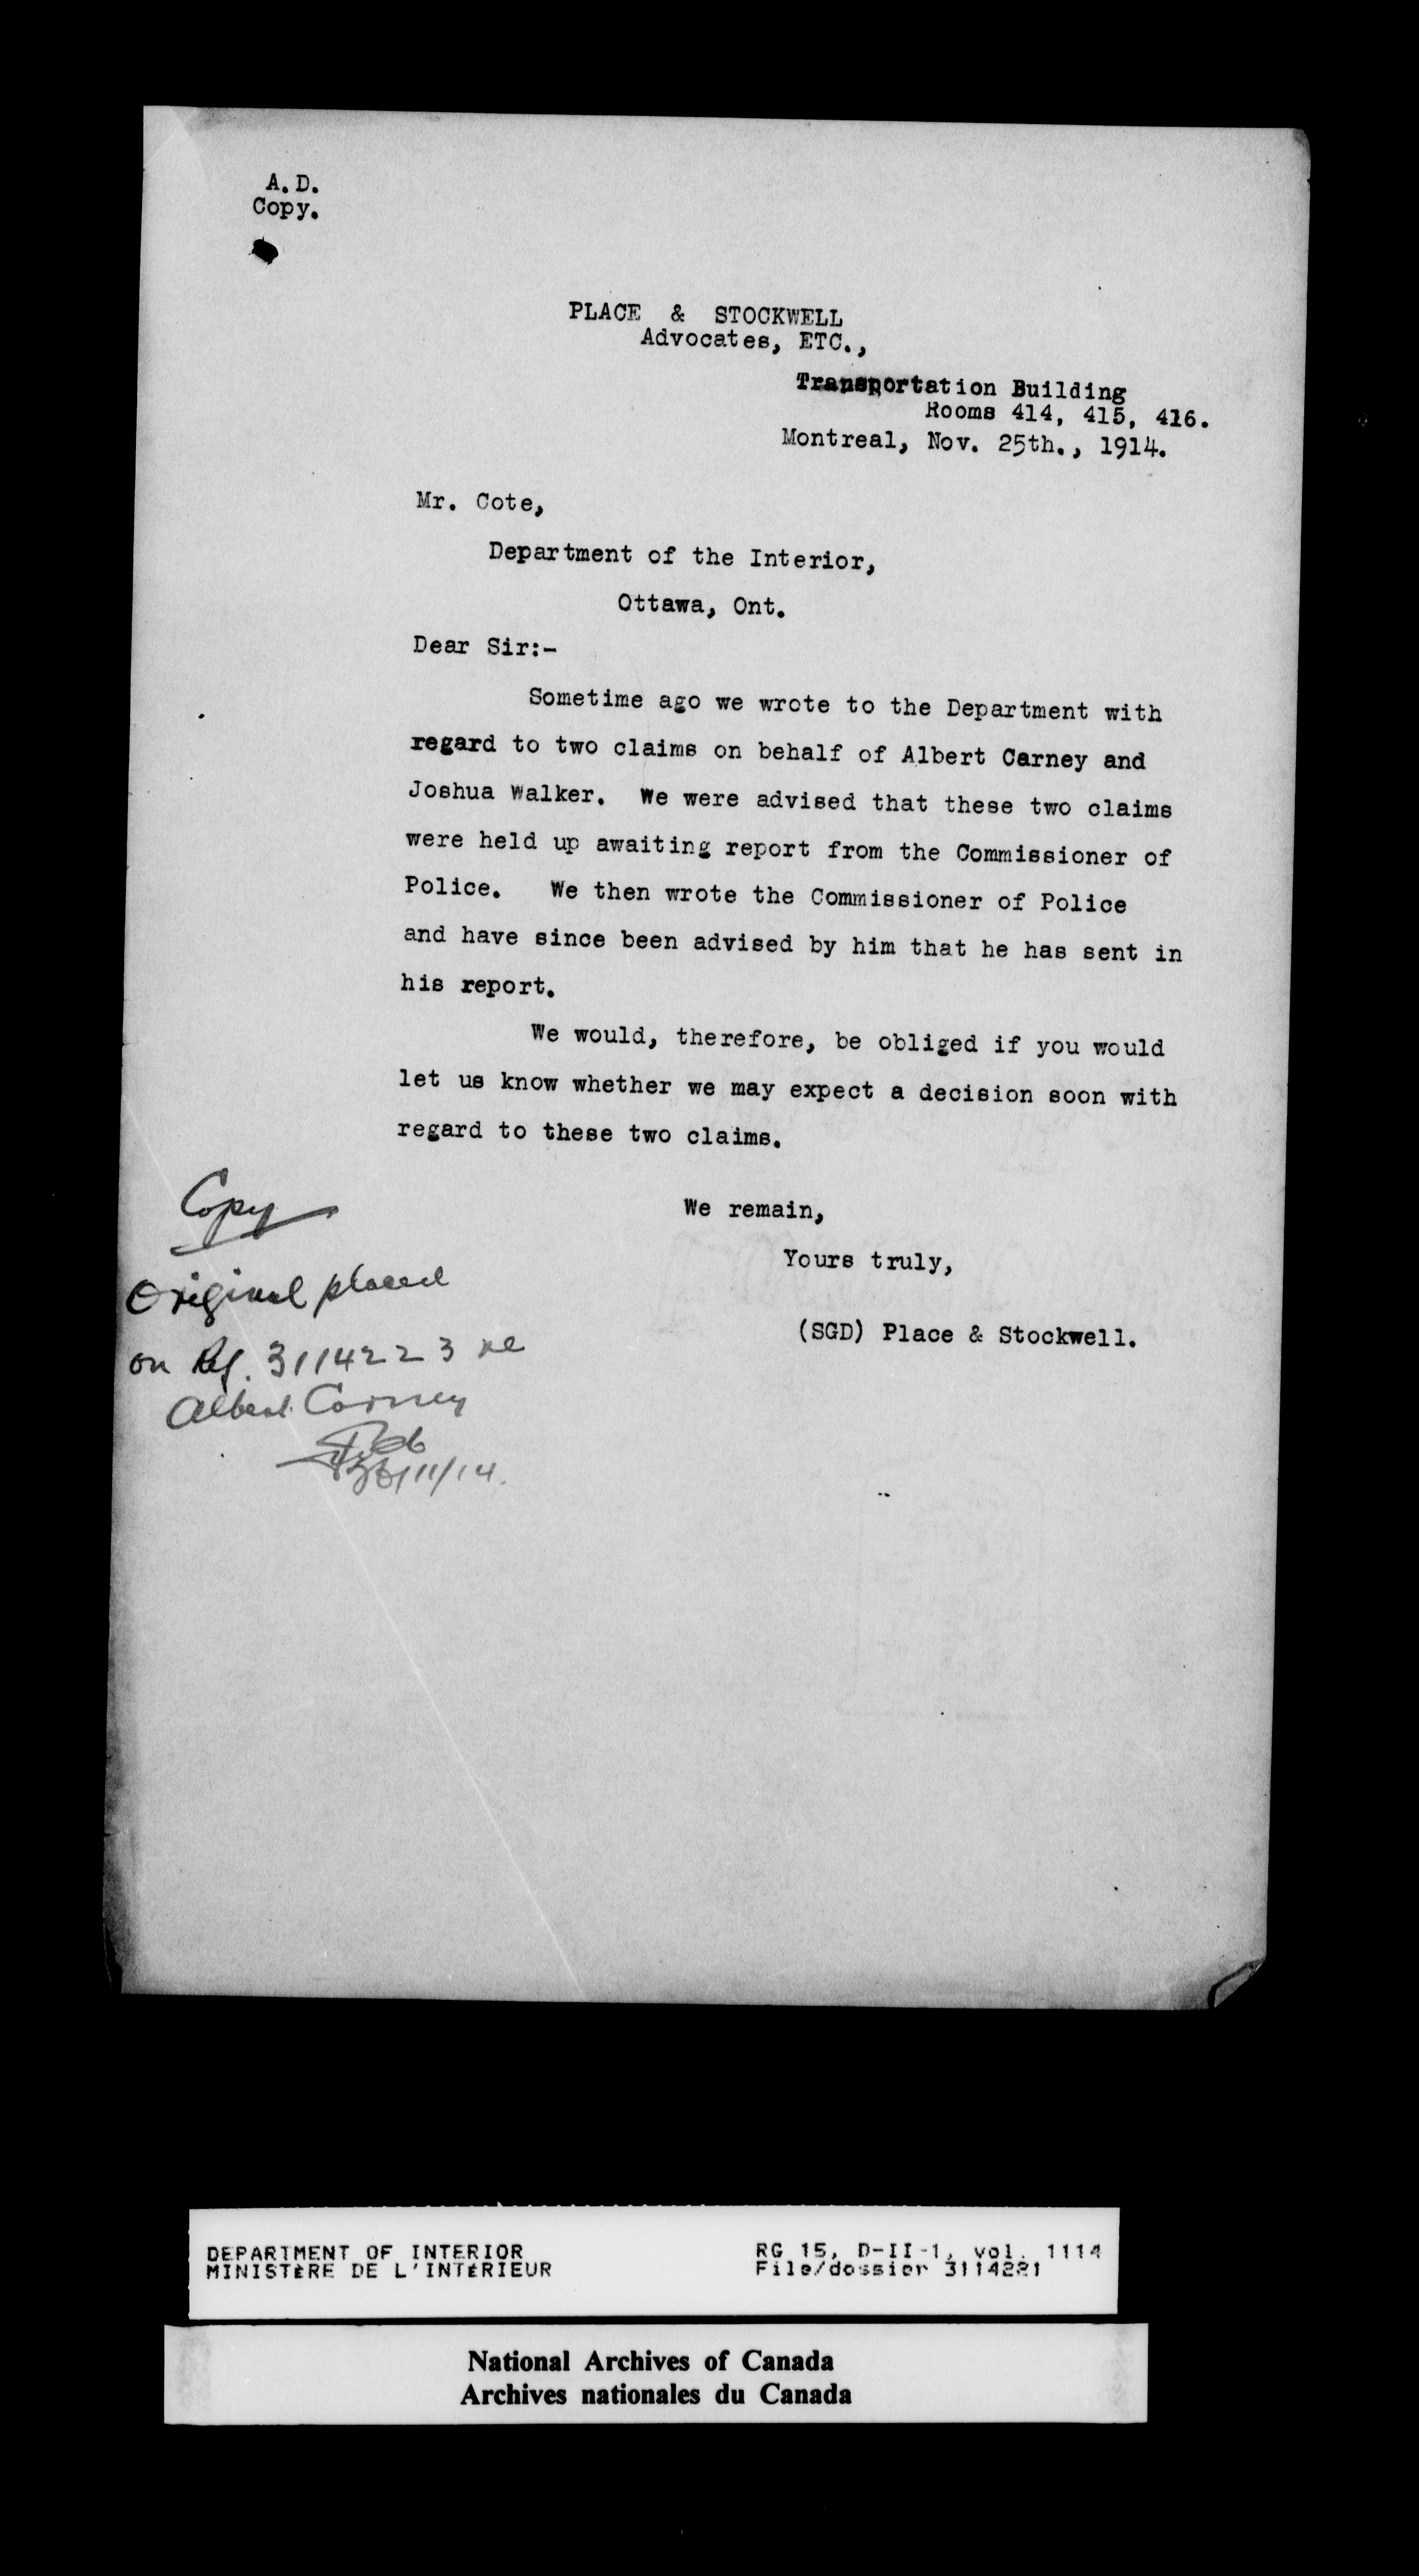 A.D.
Copy.
PLACE & STOCKWELL
Advocates, ETC.,
Transportation Building
Rooms 414, 415, 416.
Montreal, Nov. 25th., 1914.
Mr. Cote,
Department of the Interior,
Ottawa, Ont.
Dear Sir:-
Sometime ago we wrote to the Department with
regard to two claims on behalf of Albert Carney and
Joshua Walker. We were advised that these two claims
were held up awaiting report from the Commissioner of
Police. We then wrote the Commissioner of Police
and have since been advised by him that he has sent in
his report.
We would, therefore, be obliged if you would
let us know whether we may expect a decision soon with
regard to these two claims.
We remain,
Yours truly,
(SGD) Place & Stockwell.
Copy
Original placed
on Rf. 3114223 re
Albert Carney
/11/14.
DEPARTMENT OF INTERIOR
MINISTÈRE DE L'INTÉRIEUR
RG 15, D-II-1, vol. 1114
File/dossier 3114221
National Archives of Canada
Archives nationales du Canada